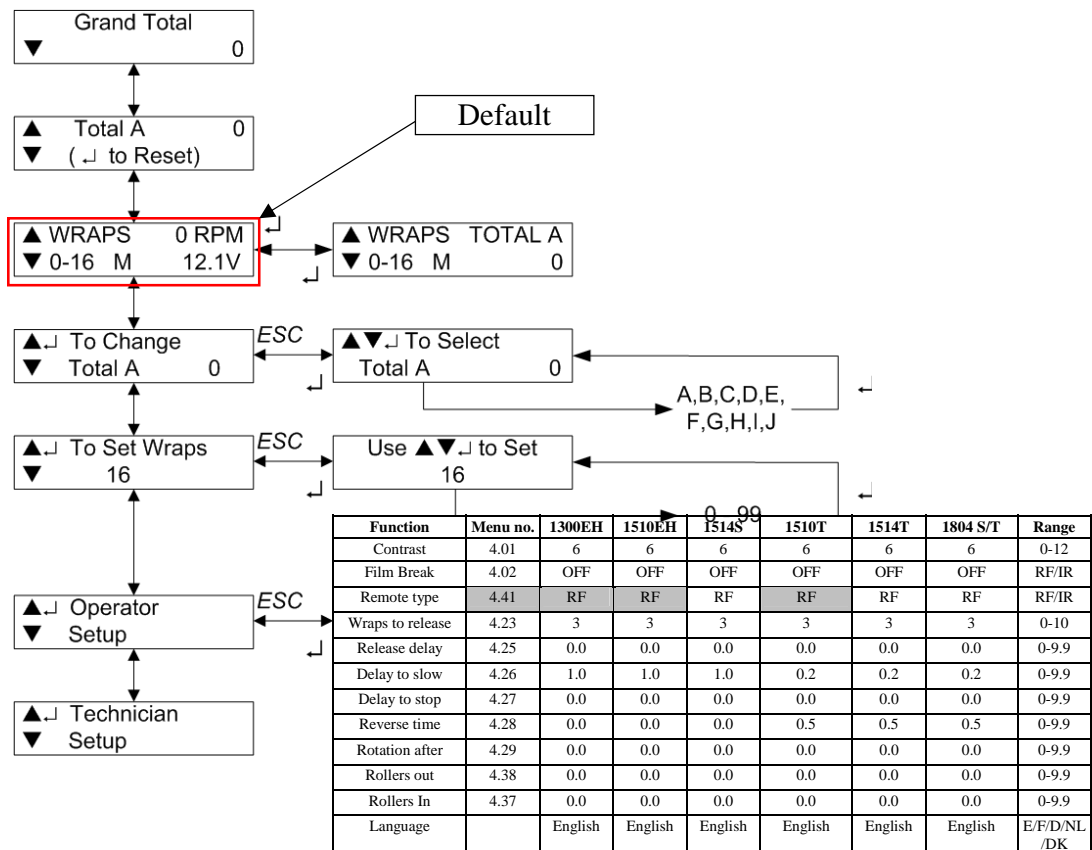 Grand Total
▼ 0
Default
▲ Total A 0
▼ ( ↵ to Reset)
▲ WRAPS 0 RPM
▼ 0-16 M 12.1V
↵
↵
▲ WRAPS TOTAL A
▼ 0-16 M 0
▲↵ To Change
▼ Total A 0
ESC
↵
▲▼↵ To Select
Total A 0
A,B,C,D,E,
F,G,H,I,J
↵
▲↵ To Set Wraps
▼ 16
ESC
↵
Use ▲▼↵ to Set
16
0...99
↵
▲↵ Operator
▼ Setup
ESC
↵
▲↵ Technician
▼ Setup
Function Menu no. 1300EH 1510EH 1514S 1510T 1514T 1804 S/T Range
Contrast 4.01 6 6 6 6 6 6 0-12
Film Break 4.02 OFF OFF OFF OFF OFF OFF RF/IR
Remote type 4.41 RF RF RF RF RF RF RF/IR
Wraps to release 4.23 3 3 3 3 3 3 0-10
Release delay 4.25 0.0 0.0 0.0 0.0 0.0 0.0 0-9.9
Delay to slow 4.26 1.0 1.0 1.0 0.2 0.2 0.2 0-9.9
Delay to stop 4.27 0.0 0.0 0.0 0.0 0.0 0.0 0-9.9
Reverse time 4.28 0.0 0.0 0.0 0.5 0.5 0.5 0-9.9
Rotation after 4.29 0.0 0.0 0.0 0.0 0.0 0.0 0-9.9
Rollers out 4.38 0.0 0.0 0.0 0.0 0.0 0.0 0-9.9
Rollers In 4.37 0.0 0.0 0.0 0.0 0.0 0.0 0-9.9
Language English English English English English English E/F/D/NL
/DK